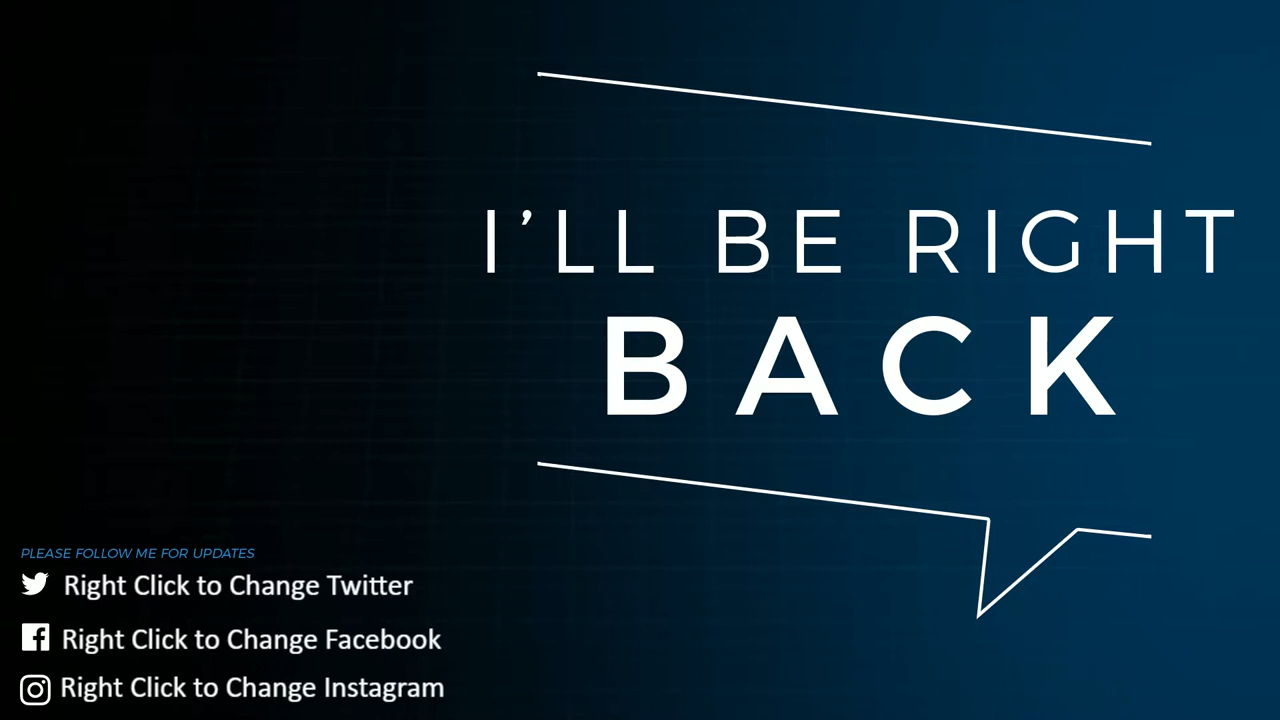 I’LL BE RIGHT
BACK
PLEASE FOLLOW ME FOR UPDATES
Right Click to Change Twitter
Right Click to Change Facebook
Right Click to Change Instagram